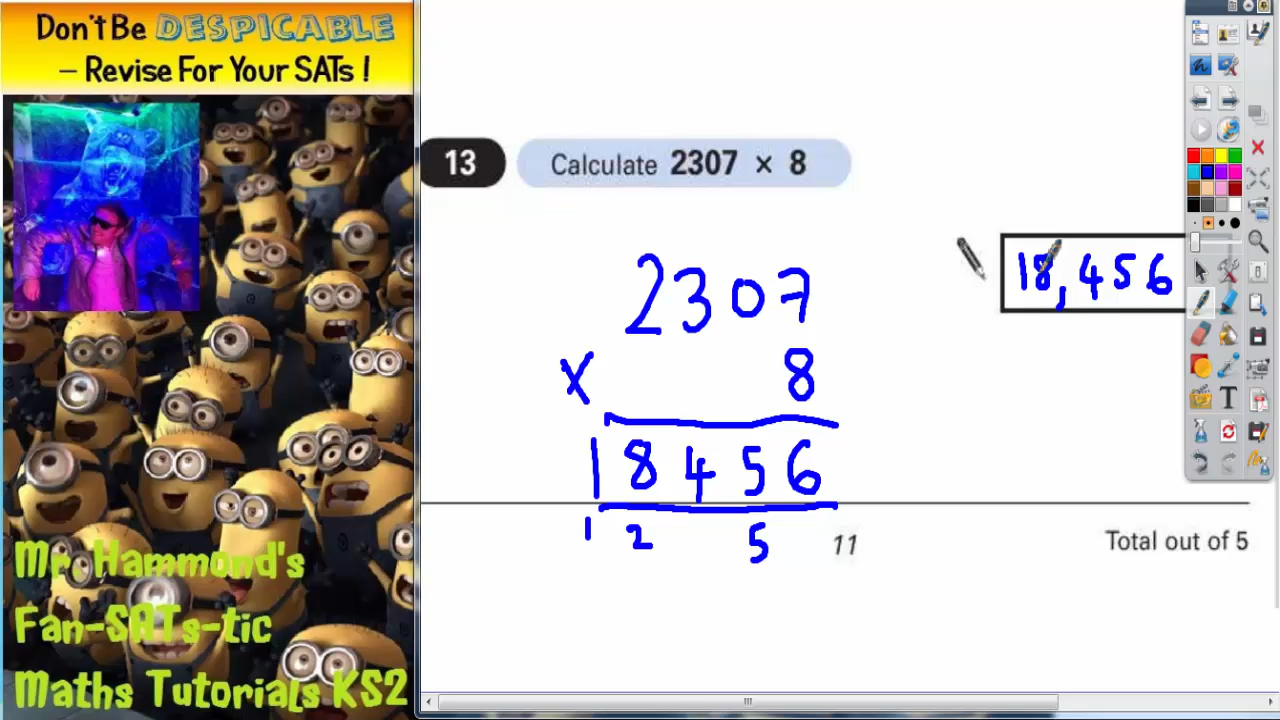 Don't Be DESPICABLE
– Revise For Your SATs !
13 Calculate 2307 × 8
2307
x 8
18456
1 2 5
18,456
11
Total out of 5
Mr. Hammond's
Fan-SATs-tic
Maths Tutorials KS2